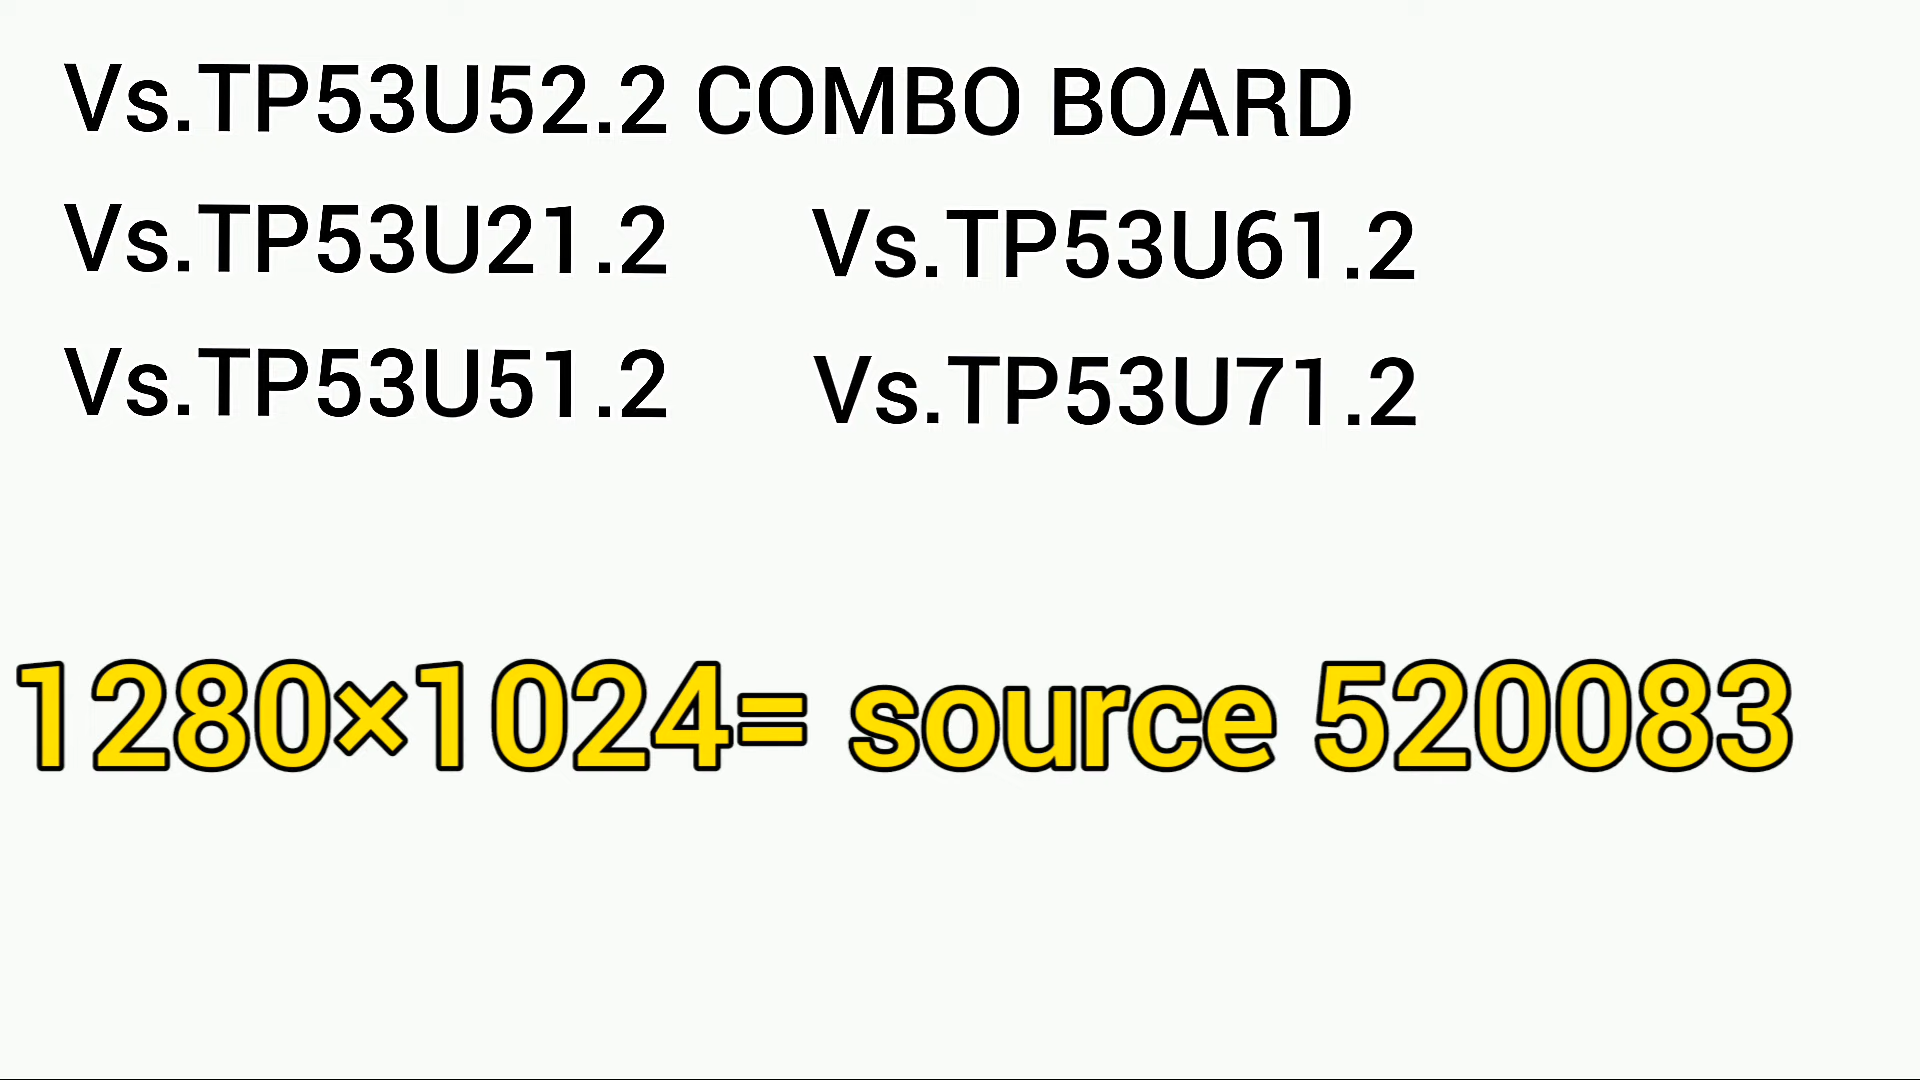 Vs.TP53U52.2 COMBO BOARD
Vs.TP53U21.2 Vs.TP53U61.2
Vs.TP53U51.2 Vs.TP53U71.2
1280×1024= source 520083